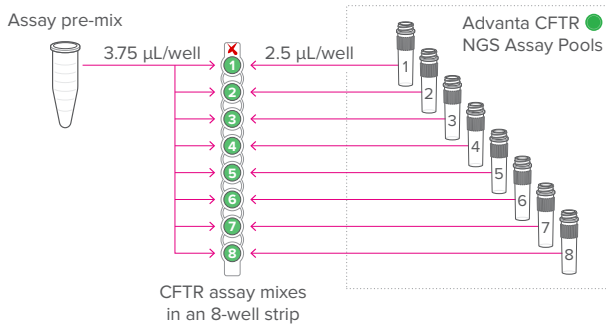 Assay pre-mix
3.75 µL/well
2.5 µL/well
Advanta CFTR
NGS Assay Pools
1
2
3
4
5
6
7
8
1
2
3
4
5
6
7
8
CFTR assay mixes
in an 8-well strip